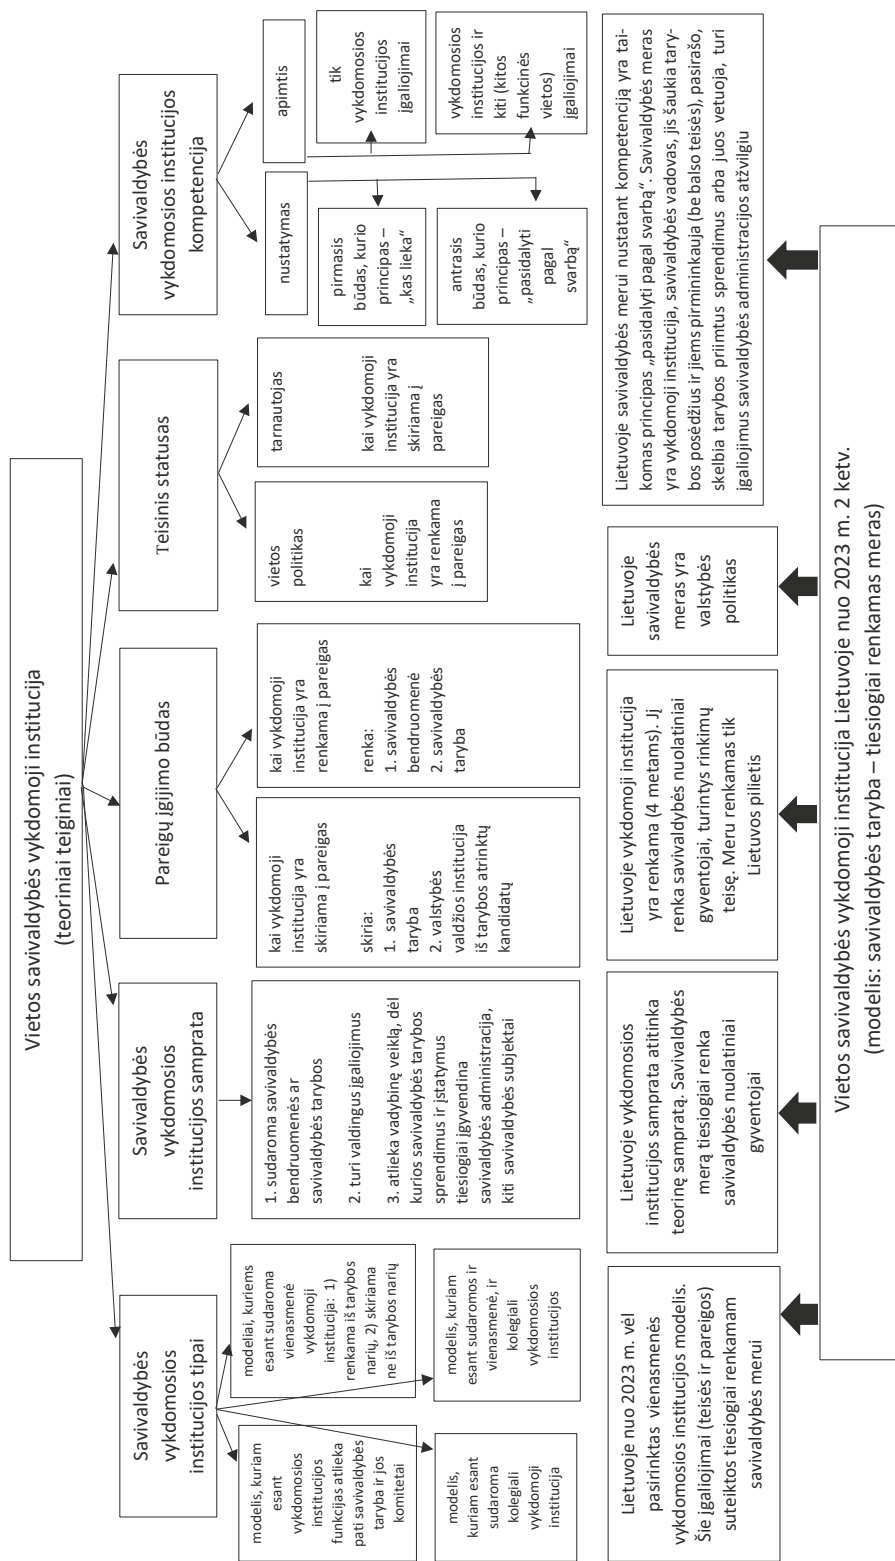 Vietos savivaldybės vykdomoji institucija
(teoriniai teiginiai)
Savivaldybės
vykdomosios
institucijos tipai
modelis, kuriam
esant
vykdomosios
institucijos
funkcijas atlieka
pati savivaldybės
taryba ir jos
komitetai
modeliai, kuriems
esant sudaroma
vienasmenė
vykdomoji
institucija: 1)
renkama iš tarybos
narių, 2) skiriama
ne iš tarybos narių
modelis,
kuriam esant
sudaroma
kolegiali
vykdomoji
institucija
modelis, kuriam
esant sudaromos ir
vienasmenė, ir
kolegiali
vykdomosios
institucijos
Savivaldybės
vykdomosios
institucijos samprata
1. sudaroma savivaldybės
bendruomenės ar
savivaldybės tarybos
2. turi valdingus įgaliojimus
3. atlieka vadybinę veiklą, dėl
kurios savivaldybės tarybos
sprendimus ir įstatymus
tiesiogiai įgyvendina
savivaldybės administracija,
kiti savivaldybės subjektai
Pareigų įgijimo būdas
kai vykdomoji
institucija yra
skiriama į pareigas
skiria:
1. savivaldybės
taryba
2. valstybės
valdžios institucija
iš tarybos atrinktų
kandidatų
kai vykdomoji
institucija yra
renkama į pareigas
renka:
1. savivaldybės
bendruomenė
2. savivaldybės
taryba
Teisinis statusas
vietos
politikas
kai
vykdomoji
institucija
yra renkama
į pareigas
tarnautojas
kai vykdomoji
institucija yra
skiriama į
pareigas
Savivaldybės
vykdomosios institucijos
kompetencija
nustatymas
apimtis
pirmasis
būdas, kurio
principas –
„kas lieka“
tik
vykdomosios
institucijos
įgaliojimai
antrasis
būdas, kurio
principas –
„pasidalyti
pagal
svarbą“
vykdomosios
institucijos ir
kiti (kitos
funkcinės
vietos)
įgaliojimai
Lietuvoje nuo 2023 m. vėl
pasirinktas vienasmenės
vykdomosios institucijos modelis.
Šie įgaliojimai (teisės ir pareigos)
suteiktos tiesiogiai renkamam
savivaldybės merui
Lietuvoje vykdomosios
institucijos samprata atitinka
teorinę sampratą. Savivaldybės
merą tiesiogiai renka
savivaldybės nuolatiniai
gyventojai
Lietuvoje vykdomoji institucija
yra renkama (4 metams). Jį
renka savivaldybės nuolatiniai
gyventojai, turintys rinkimų
teisę. Meru renkamas tik
Lietuvos pilietis
Lietuvoje
savivaldybės
meras yra
valstybės
politikas
Lietuvoje savivaldybės merui nustatant kompetenciją yra tai-
komas principas „pasidalyti pagal svarbą“. Savivaldybės meras
yra vykdomoji institucija, savivaldybės vadovas, jis šaukia tary-
bos posėdžius ir jiems pirmininkauja (be balso teisės), pasirašo,
skelbia tarybos priimtus sprendimus arba juos vetuoja, turi
įgaliojimus savivaldybės administracijos atžvilgiu
Vietos savivaldybės vykdomoji institucija Lietuvoje nuo 2023 m. 2 ketv.
(modelis: savivaldybės taryba – tiesiogiai renkamas meras)